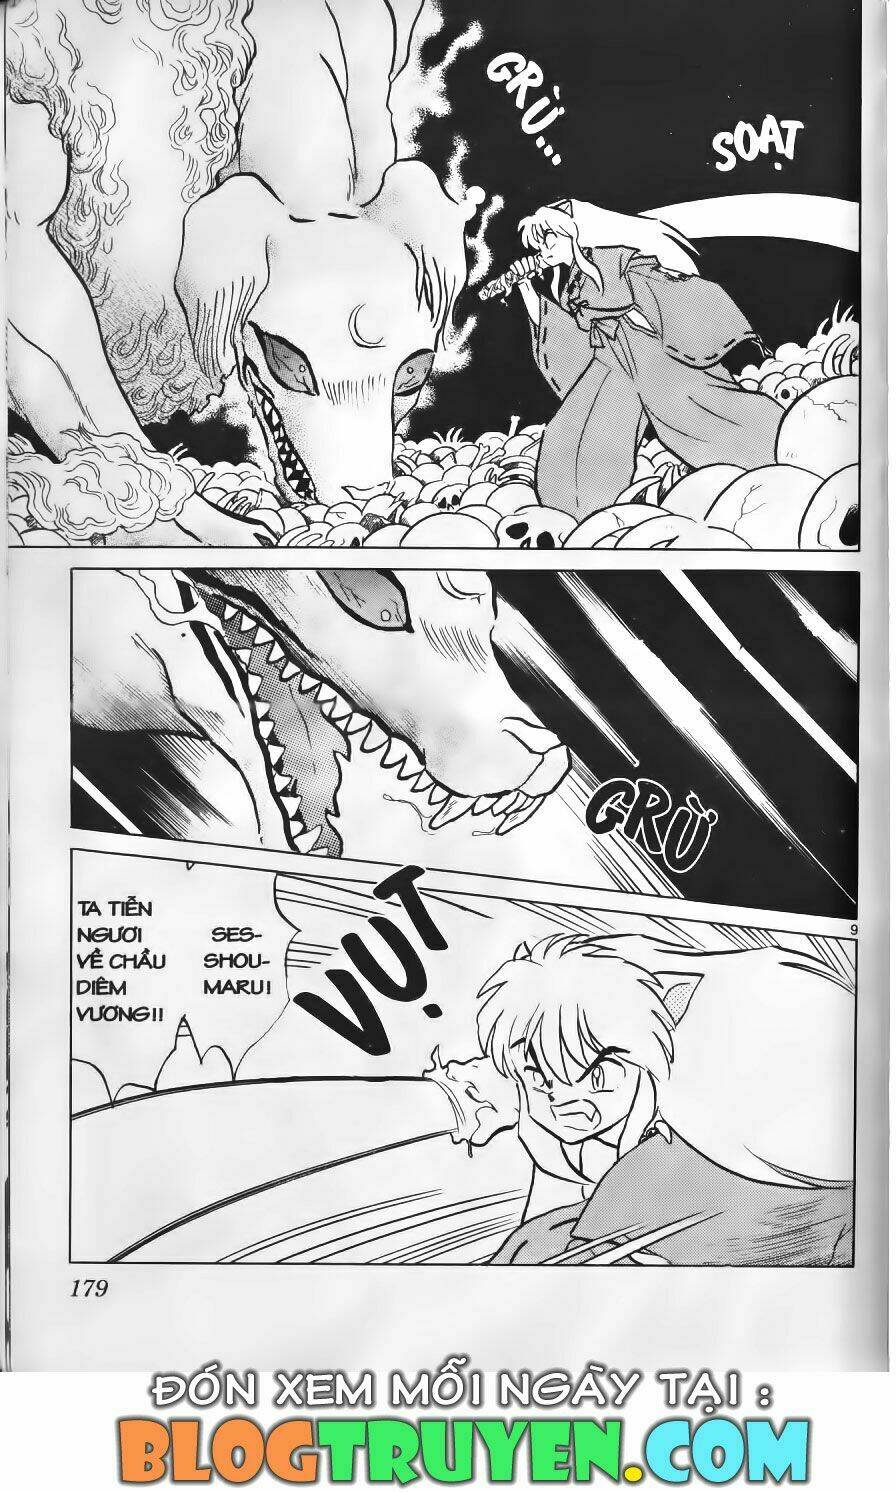 GRỪ...
SOẠT
GRỪ
9
TA TIỄN
NGƯƠI
VỀ CHẦU
DIÊM
VƯƠNG!!
SES-
SHOU-
MARU!
VỤT
179
ĐÓN XEM MỖI NGÀY TẠI :
BLOGTRUYEN.COM